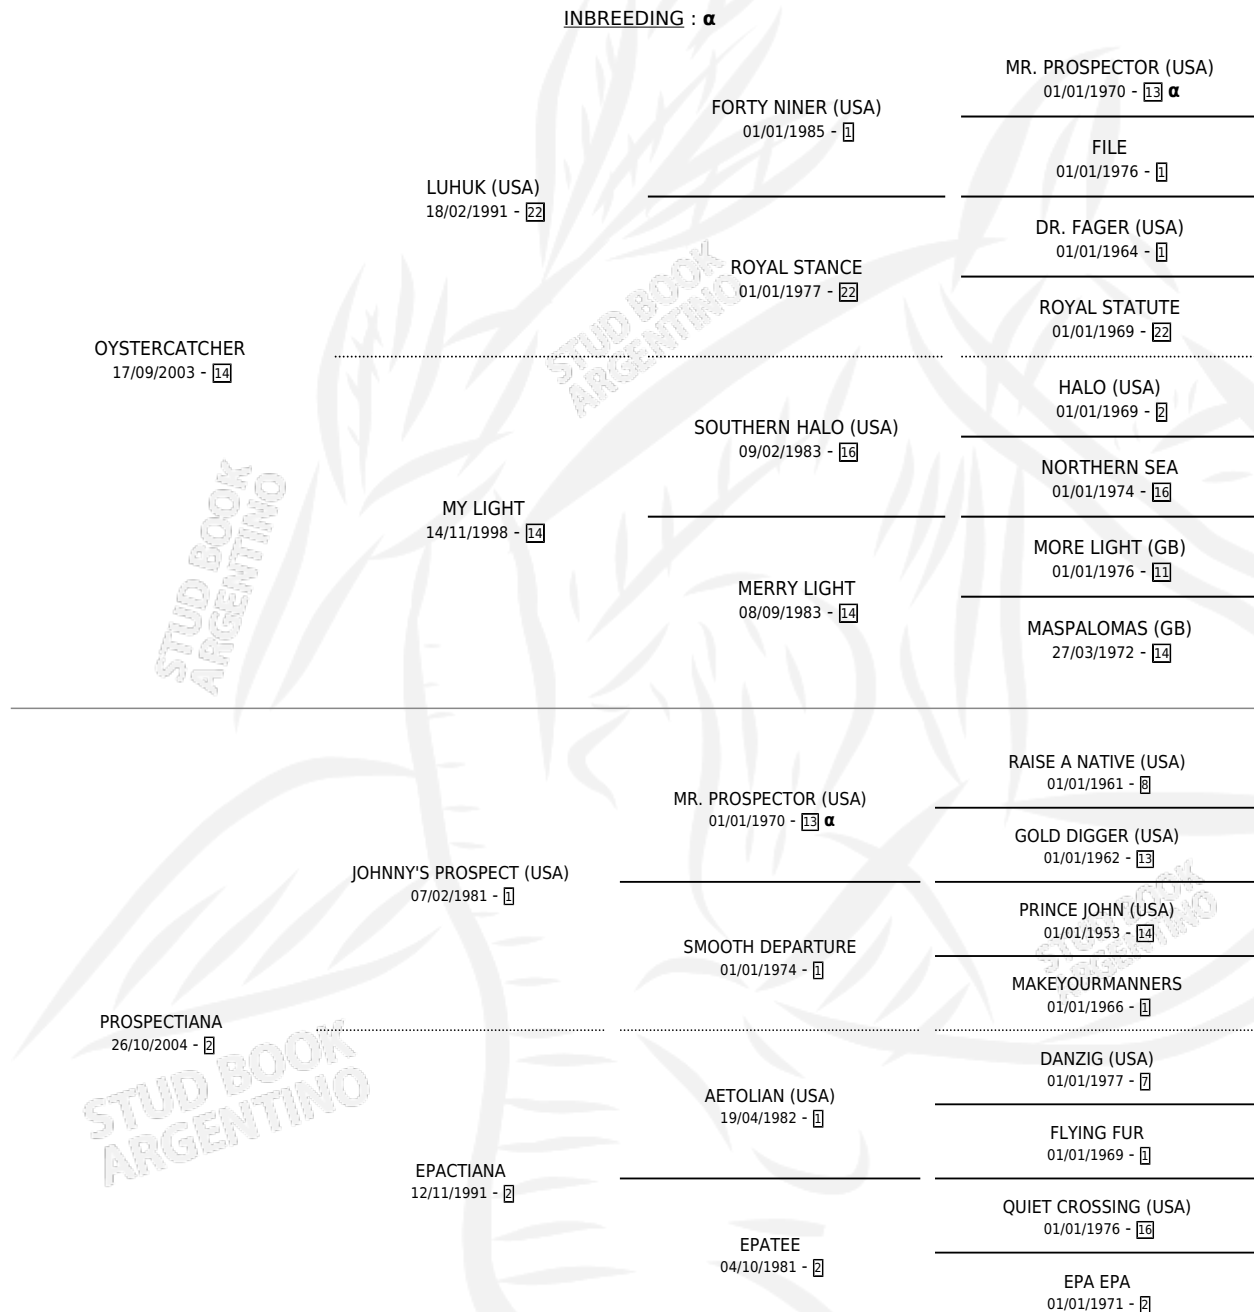 INBREEDING : α
MR. PROSPECTOR (USA)
01/01/1970 - 13 α
FORTY NINER (USA)
01/01/1985 - 1
FILE
01/01/1976 - 1
LUHUK (USA)
18/02/1991 - 22
DR. FAGER (USA)
01/01/1964 - 1
ROYAL STANCE
01/01/1977 - 22
ROYAL STATUTE
01/01/1969 - 22
OYSTERCATCHER
17/09/2003 - 14
HALO (USA)
01/01/1969 - 2
SOUTHERN HALO (USA)
09/02/1983 - 16
NORTHERN SEA
01/01/1974 - 16
MY LIGHT
14/11/1998 - 14
MORE LIGHT (GB)
01/01/1976 - 11
MERRY LIGHT
08/09/1983 - 14
MASPALOMAS (GB)
27/03/1972 - 14
RAISE A NATIVE (USA)
01/01/1961 - 8
MR. PROSPECTOR (USA)
01/01/1970 - 13 α
GOLD DIGGER (USA)
01/01/1962 - 13
JOHNNY'S PROSPECT (USA)
07/02/1981 - 1
PRINCE JOHN (USA)
01/01/1953 - 14
SMOOTH DEPARTURE
01/01/1974 - 1
MAKEYOURMANNERS
01/01/1966 - 1
PROSPECTIANA
26/10/2004 - 2
DANZIG (USA)
01/01/1977 - 7
AETOLIAN (USA)
19/04/1982 - 1
FLYING FUR
01/01/1969 - 1
EPACTIANA
12/11/1991 - 2
QUIET CROSSING (USA)
01/01/1976 - 16
EPATEE
04/10/1981 - 2
EPA EPA
01/01/1971 - 2
STUD BOOK
ARGENTINO
STUD BOOK
ARGENTINO
STUD BOOK
ARGENTINO
STUD BOOK
ARGENTINO